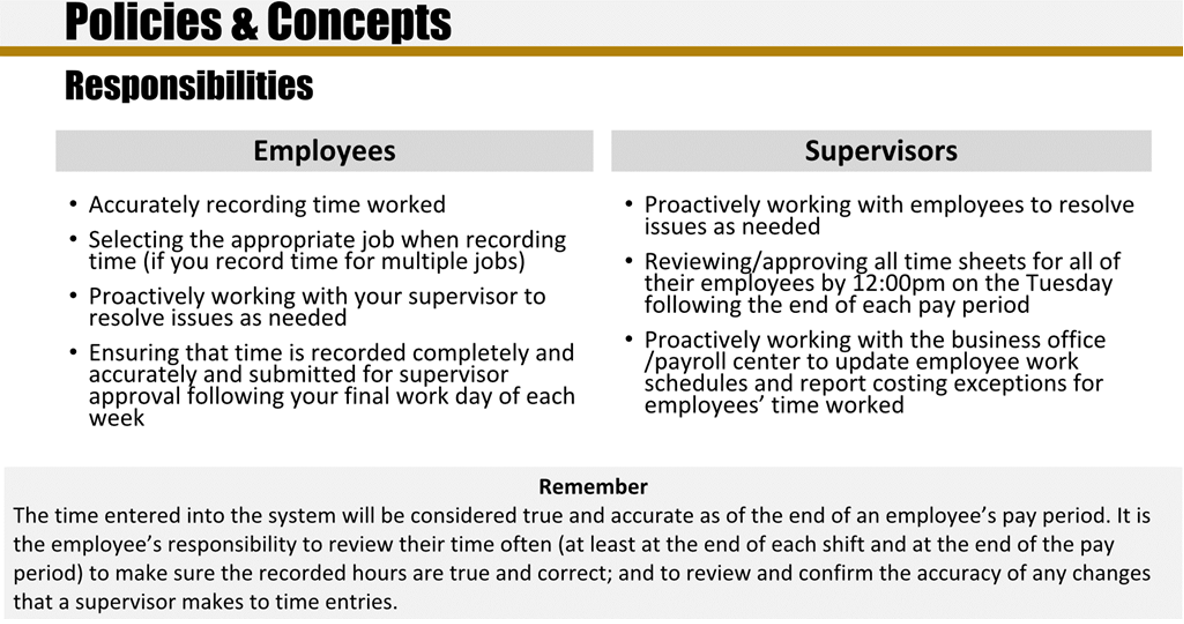 Policies & Concepts
Responsibilities
Employees
• Accurately recording time worked
• Selecting the appropriate job when recording
time (if you record time for multiple jobs)
• Proactively working with your supervisor to
resolve issues as needed
• Ensuring that time is recorded completely and
accurately and submitted for supervisor
approval following your final work day of each
week
Supervisors
• Proactively working with employees to resolve
issues as needed
• Reviewing/approving all time sheets for all of
their employees by 12:00pm on the Tuesday
following the end of each pay period
• Proactively working with the business office
/payroll center to update employee work
schedules and report costing exceptions for
employees’ time worked
Remember
The time entered into the system will be considered true and accurate as of the end of an employee’s pay period. It is
the employee’s responsibility to review their time often (at least at the end of each shift and at the end of the pay
period) to make sure the recorded hours are true and correct; and to review and confirm the accuracy of any changes
that a supervisor makes to time entries.